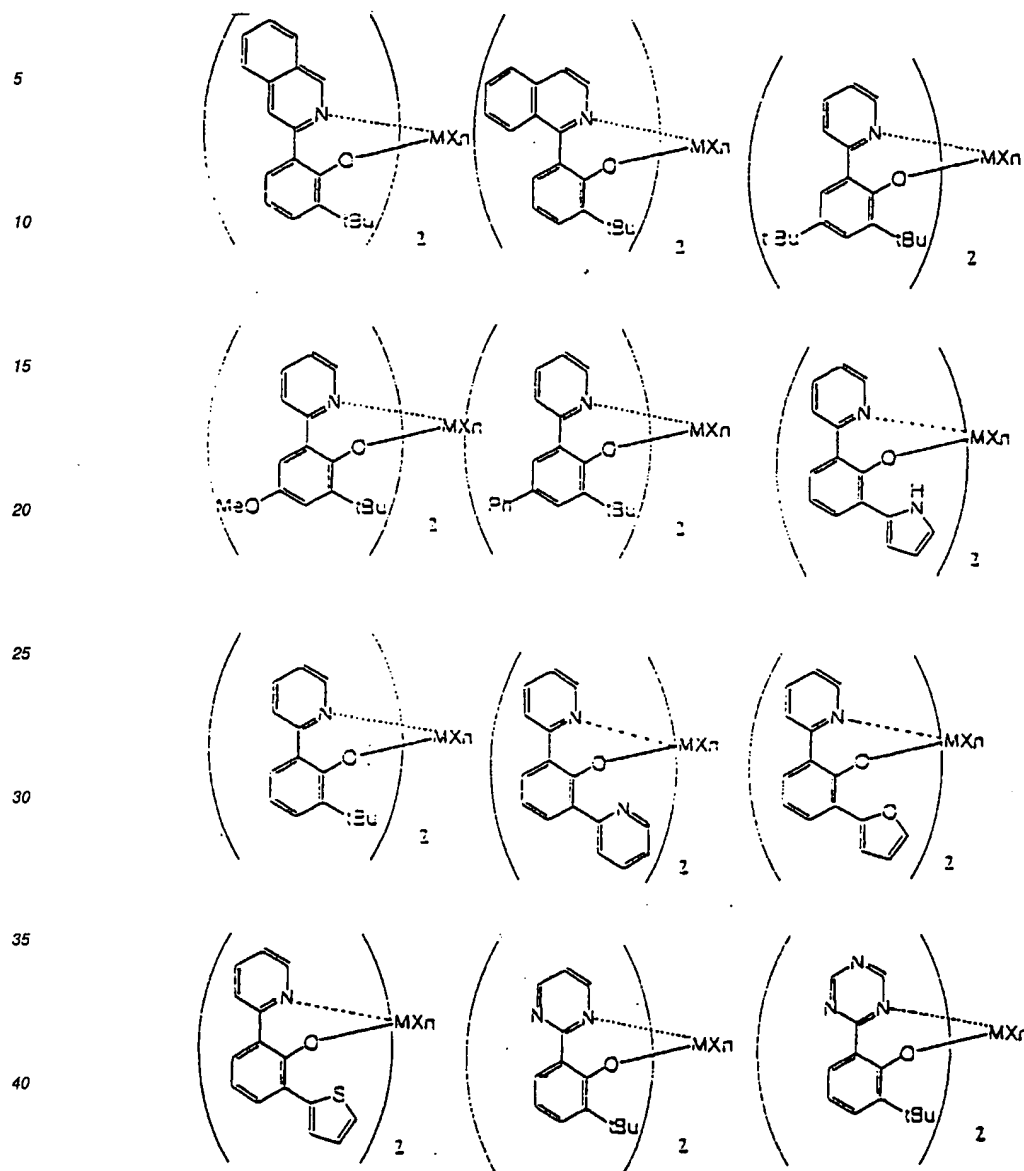 5
N MXn N MXn N MXn
O O O
10
tBu 2 tBu 2 tBu tBu 2
15
N MXn N MXn N MXn
O O O
20
MeO tBu 2 Ph tBu 2 H N 2
25
N MXn N MXn N MXn
O O O
30
tBu 2 N 2 O 2
35
N MXn N N MXn N N N MXn
O O O
40
S 2 tBu 2 tBu 2